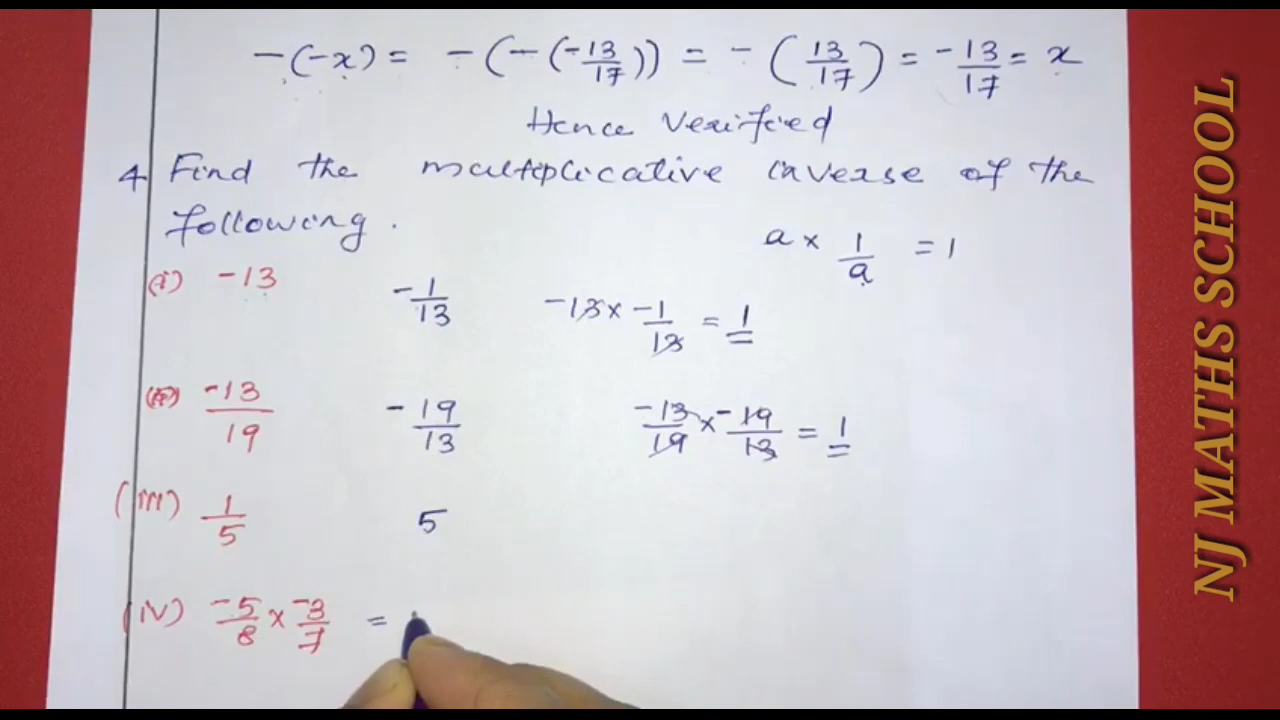 -(-x) = -(-(-13/17)) = -(13/17) = -13/17 = x
Hence Verified
4 Find the multiplicative inverse of the
following.
a × 1/a = 1
(i) -13 -1/13 -13 × -1/13 = 1
(ii) -13/19 -19/13 -13/19 × -19/13 = 1
(iii) 1/5 5
(iv) -5/8 × -3/7 =
NJ MATHS SCHOOL